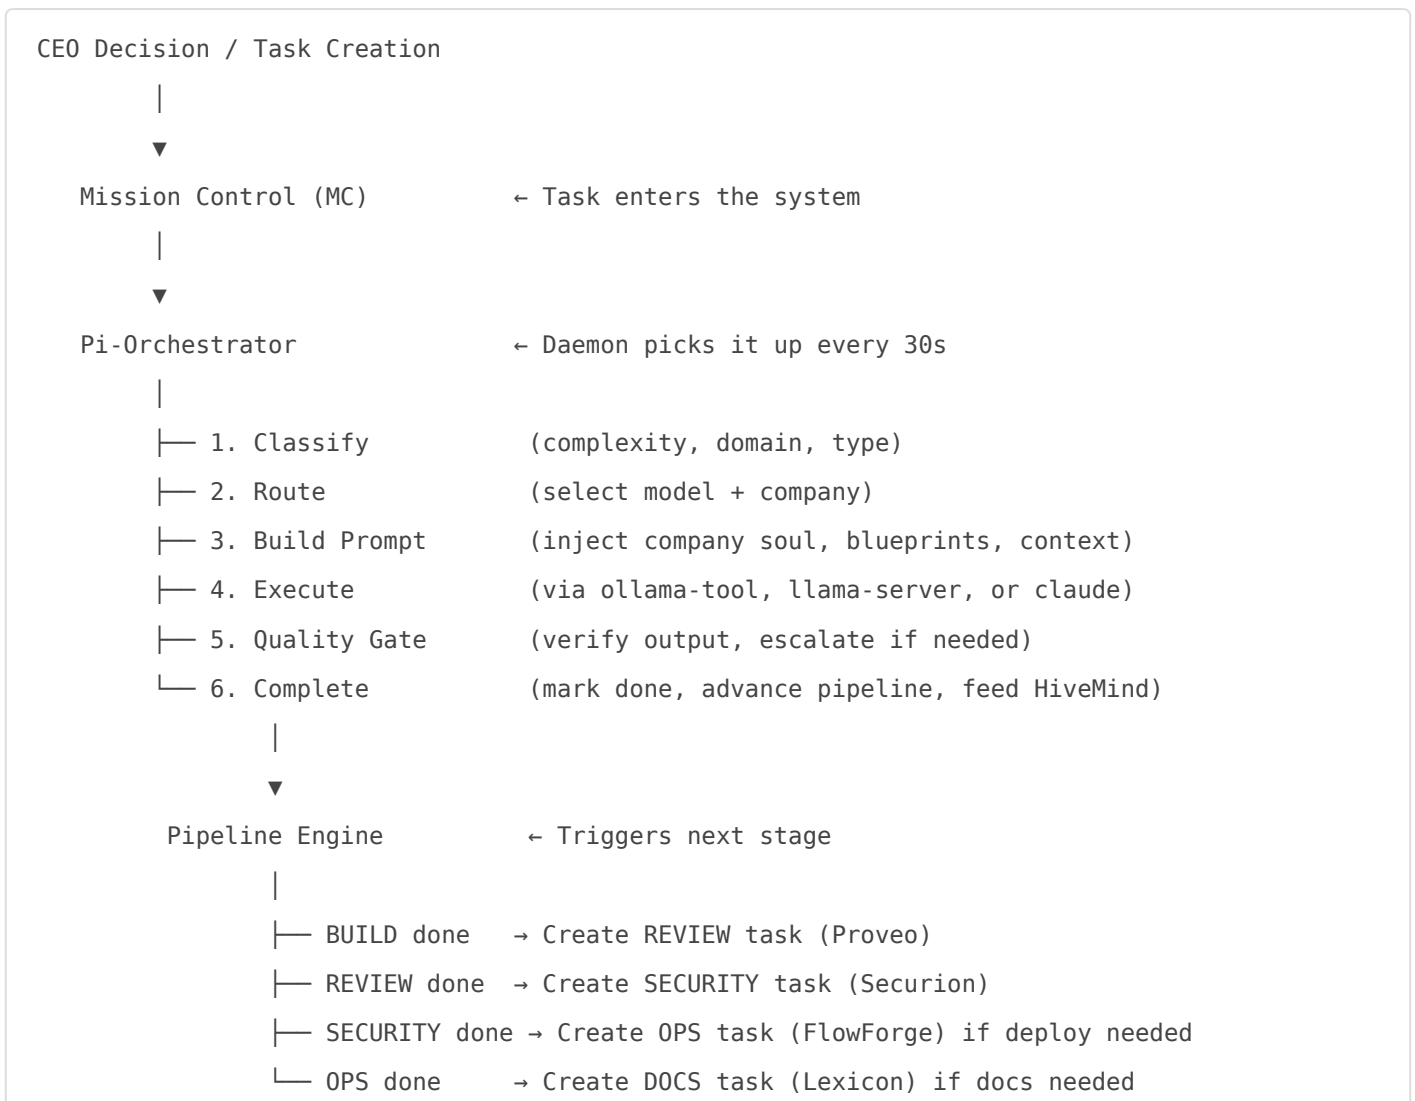 CEO Decision / Task Creation
│
▼
Mission Control (MC)          ← Task enters the system
│
▼
Pi-Orchestrator               ← Daemon picks it up every 30s
│
├── 1. Classify           (complexity, domain, type)
├── 2. Route              (select model + company)
├── 3. Build Prompt       (inject company soul, blueprints, context)
├── 4. Execute            (via ollama-tool, llama-server, or claude)
├── 5. Quality Gate       (verify output, escalate if needed)
└── 6. Complete           (mark done, advance pipeline, feed HiveMind)
│
▼
Pipeline Engine          ← Triggers next stage
│
├── BUILD done   → Create REVIEW task (Proveo)
├── REVIEW done  → Create SECURITY task (Securion)
├── SECURITY done → Create OPS task (FlowForge) if deploy needed
└── OPS done     → Create DOCS task (Lexicon) if docs needed